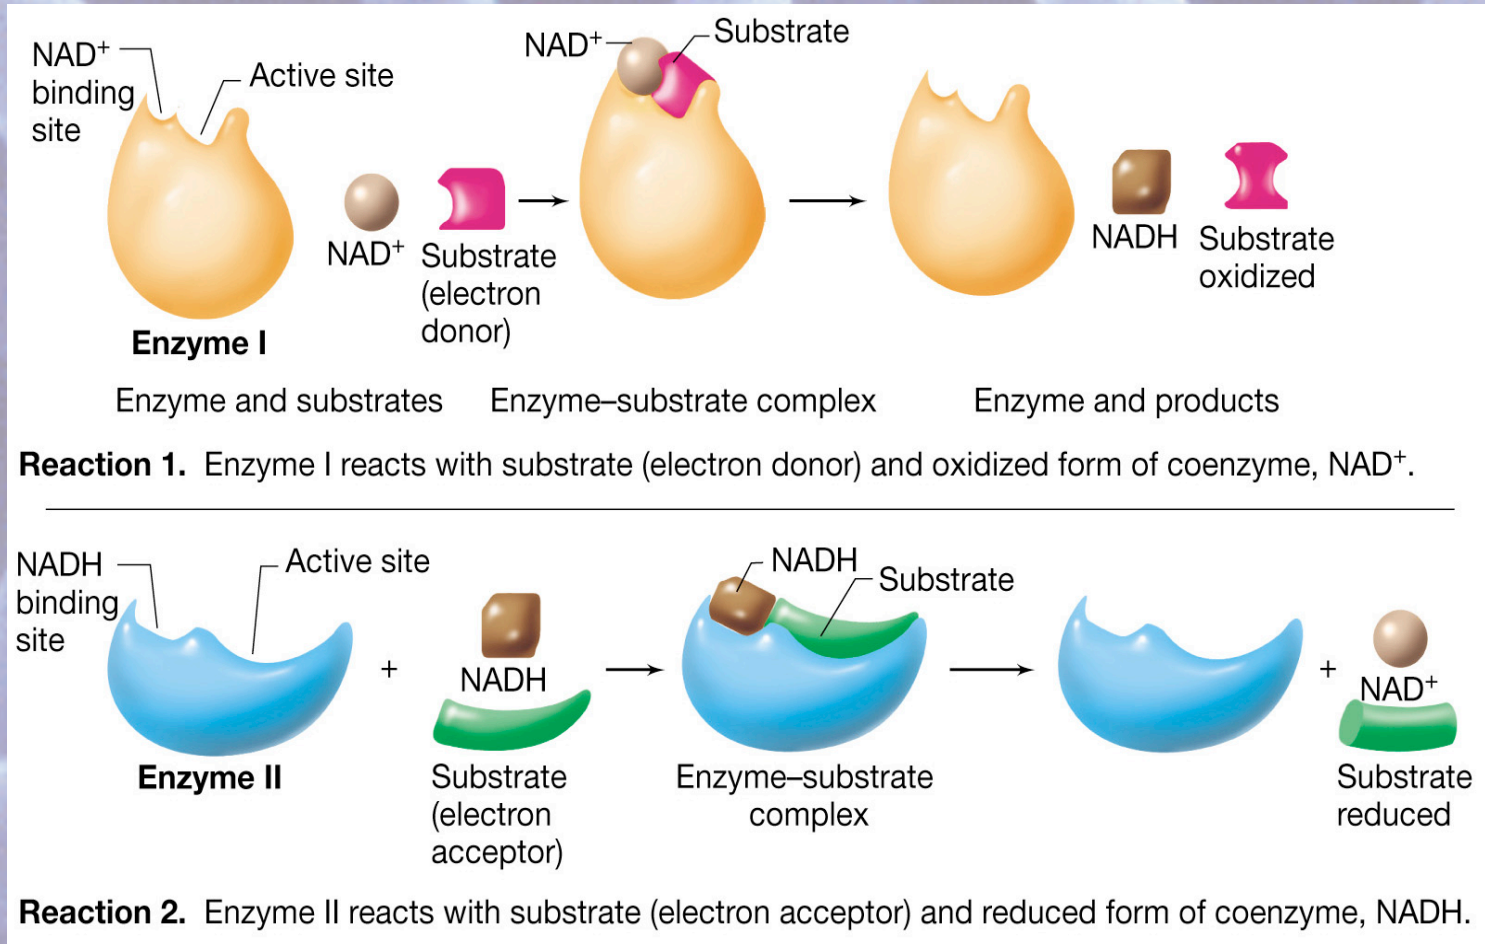 NAD⁺
binding
site
Active site
NAD⁺
Substrate
(electron
donor)
Enzyme I
NAD⁺
Substrate
NADH
Substrate
oxidized
Enzyme and substrates
Enzyme–substrate complex
Enzyme and products
Reaction 1. Enzyme I reacts with substrate (electron donor) and oxidized form of coenzyme, NAD⁺.
NADH
binding
site
Active site
+
NADH
Substrate
(electron
acceptor)
Enzyme II
NADH
Substrate
Enzyme–substrate
complex
+
NAD⁺
Substrate
reduced
Reaction 2. Enzyme II reacts with substrate (electron acceptor) and reduced form of coenzyme, NADH.